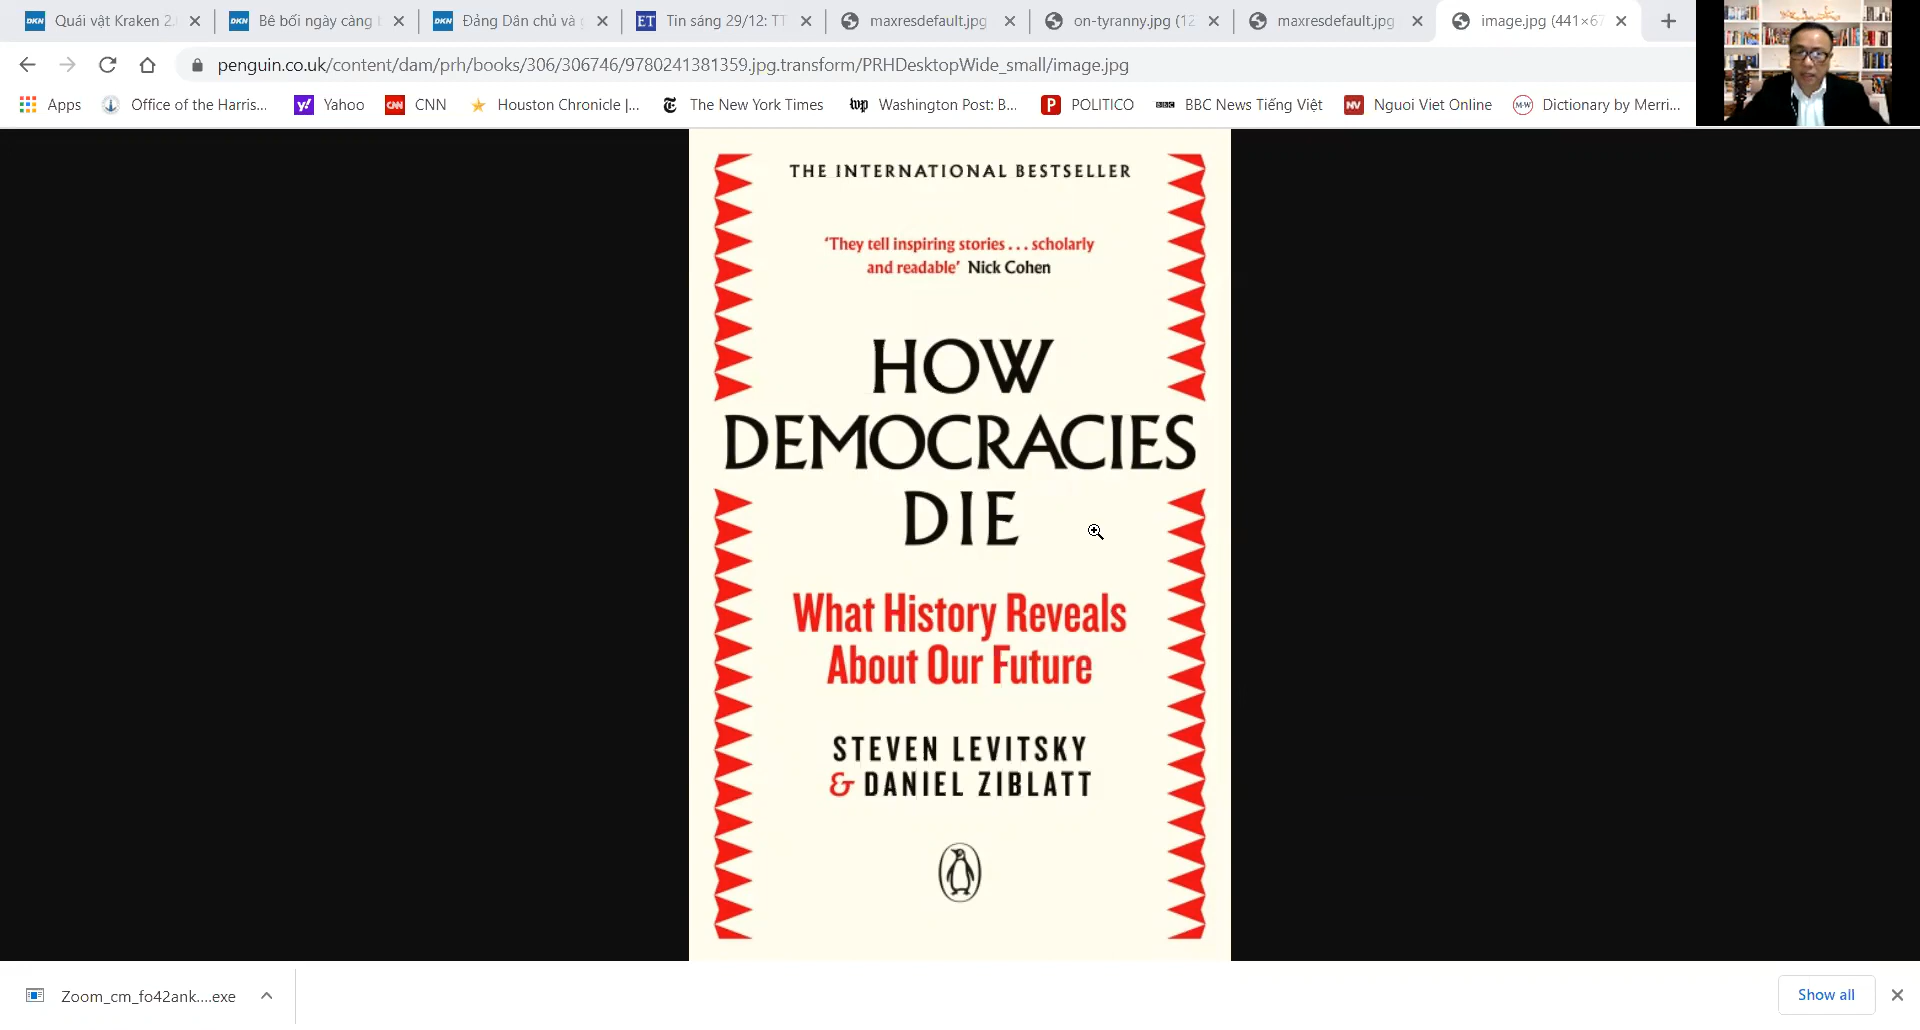 Quái vật Kraken 2.
Bê bối ngày càng
Đảng Dân chủ và
Tin sáng 29/12: TT
maxresdefault.jpg
on-tyranny.jpg (12
maxresdefault.jpg
image.jpg (441×67
penguin.co.uk/content/dam/prh/books/306/306746/9780241381359.jpg.transform/PRHDesktopWide_small/image.jpg
Apps
Office of the Harris...
Yahoo
CNN
Houston Chronicle |...
The New York Times
Washington Post: B...
POLITICO
BBC News Tiếng Việt
Nguoi Viet Online
Dictionary by Merri...
THE INTERNATIONAL BESTSELLER
‘They tell inspiring stories . . . scholarly
and readable’ Nick Cohen
HOW
DEMOCRACIES
DIE
What History Reveals
About Our Future
STEVEN LEVITSKY
& DANIEL ZIBLATT
Zoom_cm_fo42ank....exe
Show all